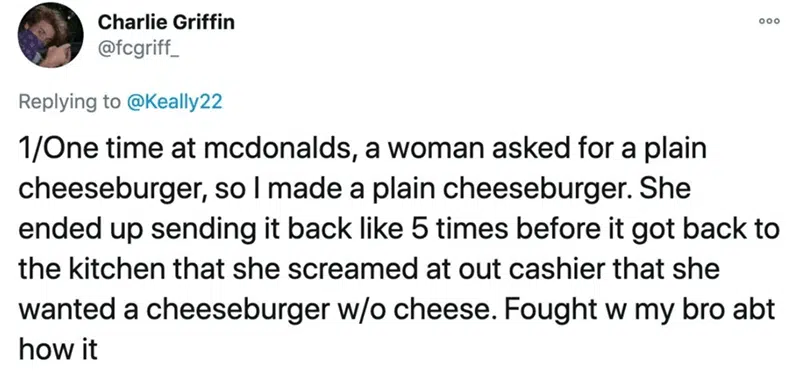 Charlie Griffin
@fcgriff_
Replying to @Keally22
1/One time at mcdonalds, a woman asked for a plain
cheeseburger, so I made a plain cheeseburger. She
ended up sending it back like 5 times before it got back to
the kitchen that she screamed at out cashier that she
wanted a cheeseburger w/o cheese. Fought w my bro abt
how it